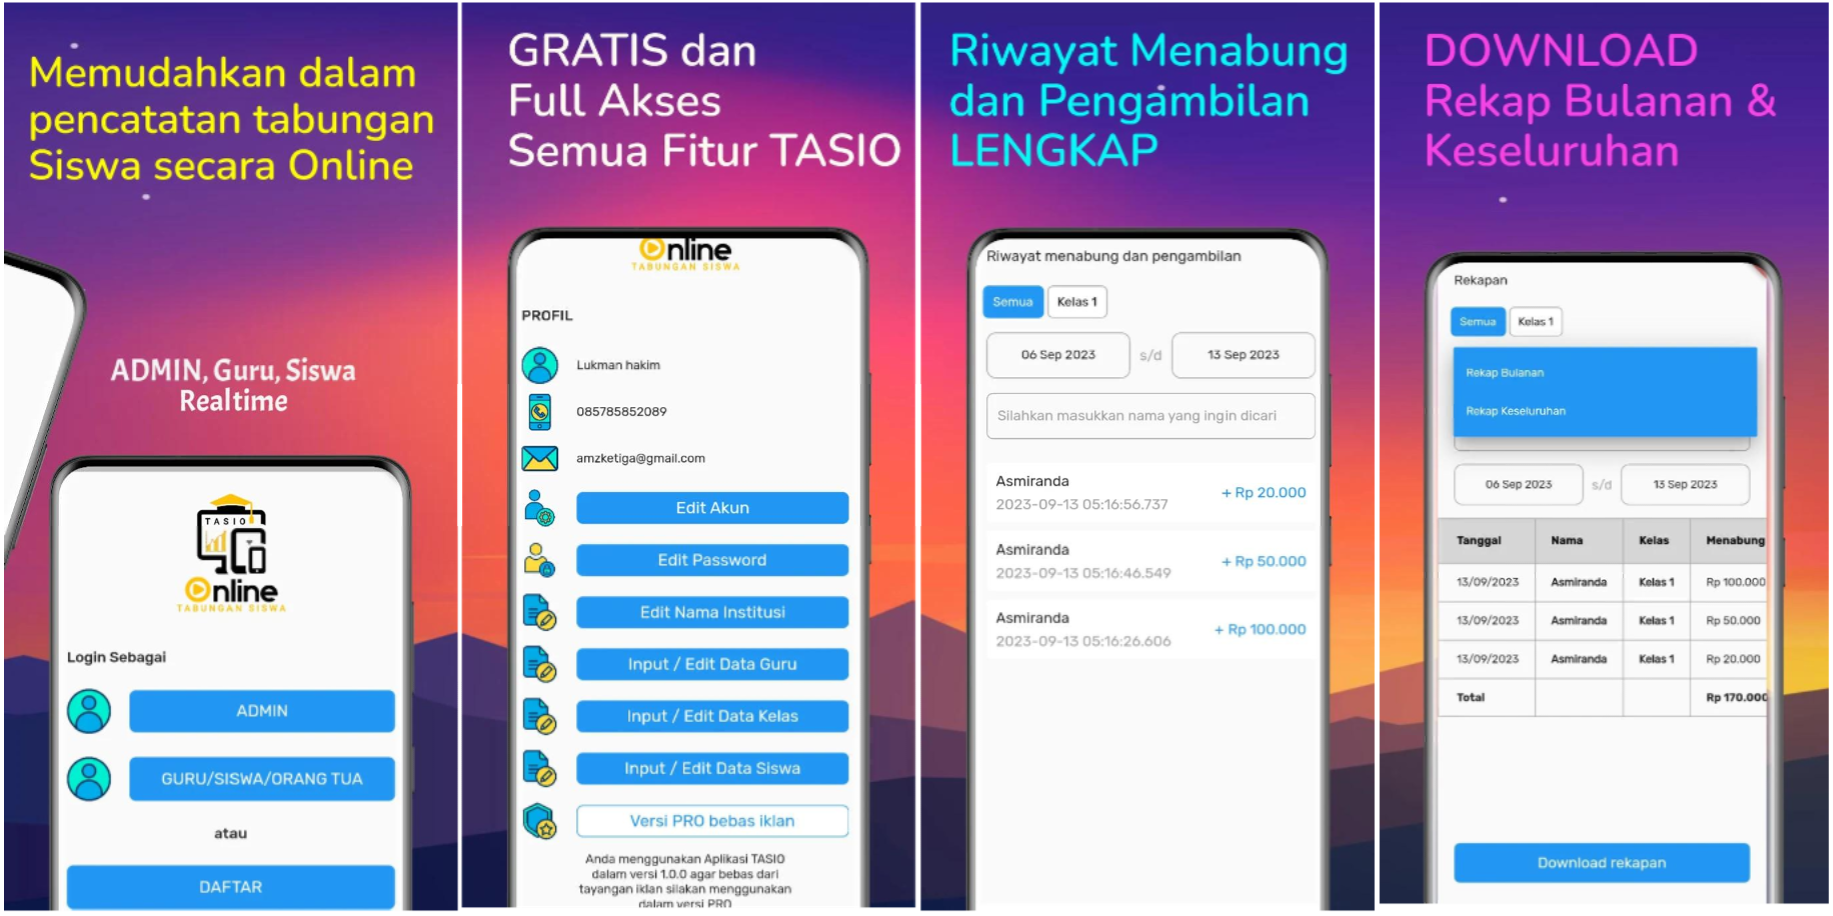 Memudahkan dalam
pencatatan tabungan
Siswa secara Online
ADMIN, Guru, Siswa
Realtime
TASIO
Online
TABUNGAN SISWA
Login Sebagai
ADMIN
GURU/SISWA/ORANG TUA
atau
DAFTAR
GRATIS dan
Full Akses
Semua Fitur TASIO
Online
TABUNGAN SISWA
PROFIL
Lukman hakim
085785852089
amzketiga@gmail.com
Edit Akun
Edit Password
Edit Nama Institusi
Input / Edit Data Guru
Input / Edit Data Kelas
Input / Edit Data Siswa
Versi PRO bebas iklan
Anda menggunakan Aplikasi TASIO
dalam versi 1.0.0 agar bebas dari
tayangan iklan silakan menggunakan
dalam versi PRO
Riwayat Menabung
dan Pengambilan
LENGKAP
Riwayat menabung dan pengambilan
Semua Kelas 1
06 Sep 2023 s/d 13 Sep 2023
Silahkan masukkan nama yang ingin dicari
Asmiranda
2023-09-13 05:16:56.737 + Rp 20.000
Asmiranda
2023-09-13 05:16:46.549 + Rp 50.000
Asmiranda
2023-09-13 05:16:26.606 + Rp 100.000
DOWNLOAD
Rekap Bulanan &
Keseluruhan
Rekapan
Semua Kelas 1
Rekap Bulanan
Rekap Keseluruhan
06 Sep 2023 s/d 13 Sep 2023
Tanggal Nama Kelas Menabung
13/09/2023 Asmiranda Kelas 1 Rp 100.000
13/09/2023 Asmiranda Kelas 1 Rp 50.000
13/09/2023 Asmiranda Kelas 1 Rp 20.000
Total Rp 170.000
Download rekapan